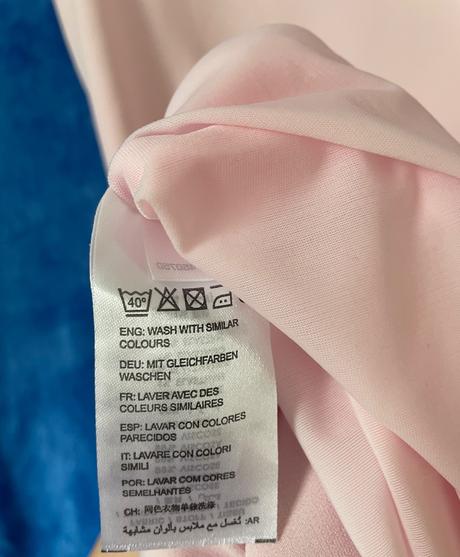 40°
ENG: WASH WITH SIMILAR
COLOURS
DEU: MIT GLEICHFARBEN
WASCHEN
FR: LAVER AVEC DES
COULEURS SIMILAIRES
ESP: LAVAR CON COLORES
PARECIDOS
IT: LAVARE CON COLORI
SIMILI
POR: LAVAR COM CORES
SEMELHANTES
CH: 同色衣物单独洗涤
AR: تُغسل مع ملابس بألوان مشابهة